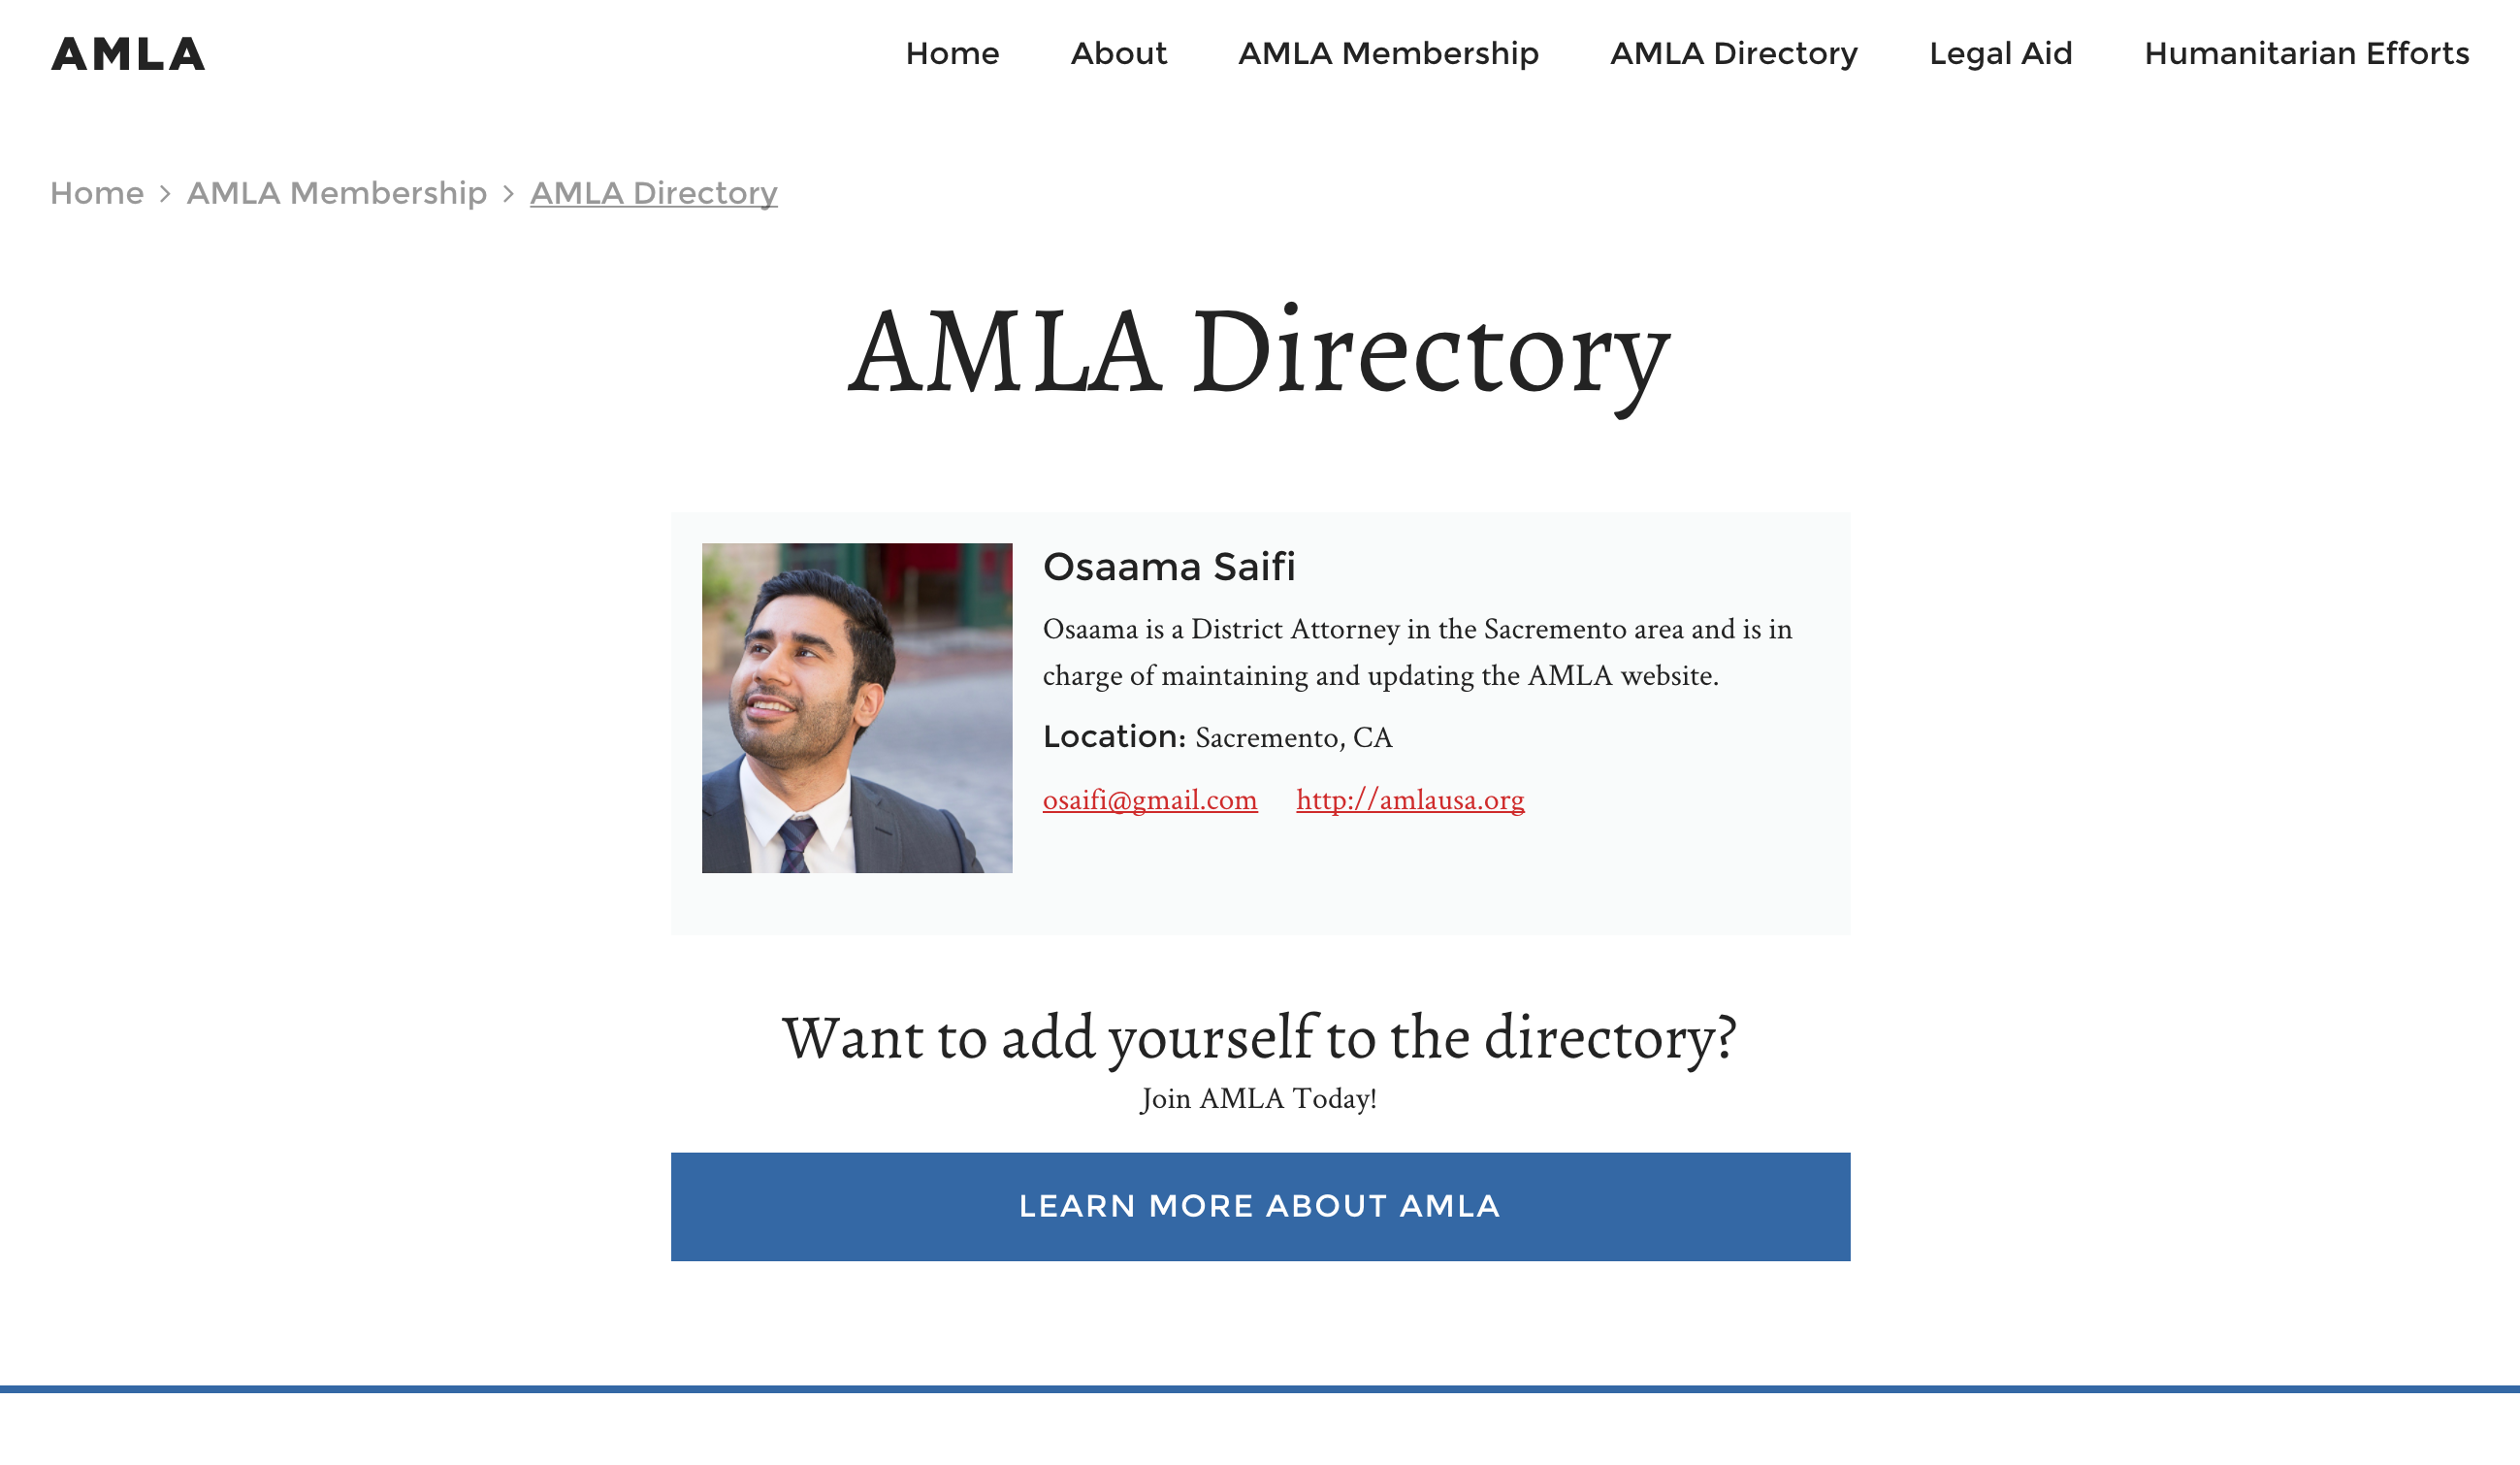 AMLA
Home About AMLA Membership AMLA Directory Legal Aid Humanitarian Efforts
Home > AMLA Membership > AMLA Directory
AMLA Directory
Osaama Saifi
Osaama is a District Attorney in the Sacremento area and is in
charge of maintaining and updating the AMLA website.
Location: Sacremento, CA
osaifi@gmail.com http://amlausa.org
Want to add yourself to the directory?
Join AMLA Today!
LEARN MORE ABOUT AMLA